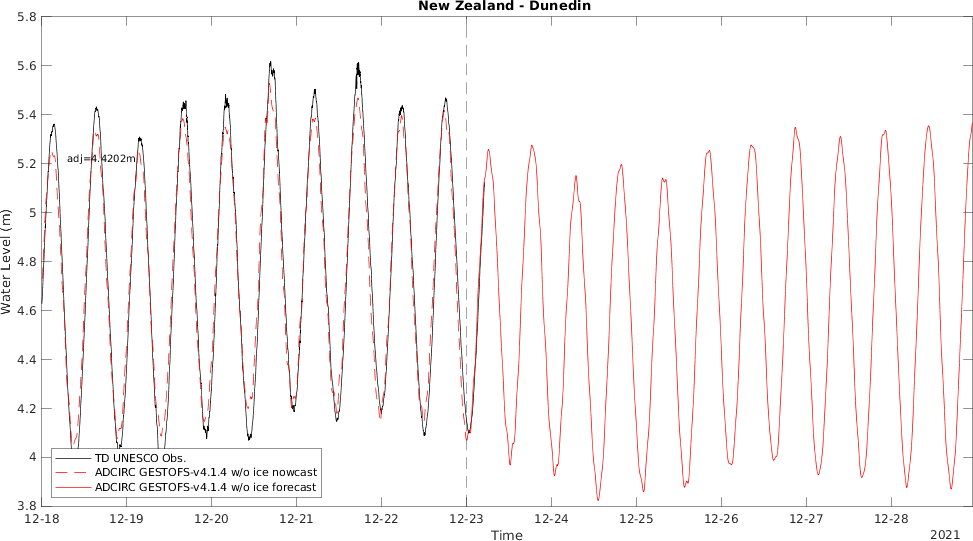 New Zealand - Dunedin
5.8
5.6
5.4
5.2
5
4.8
4.6
4.4
4.2
4
3.8
Water Level (m)
adj=4.4202m
TD UNESCO Obs.
ADCIRC GESTOFS-v4.1.4 w/o ice nowcast
ADCIRC GESTOFS-v4.1.4 w/o ice forecast
12-18 12-19 12-20 12-21 12-22 12-23 12-24 12-25 12-26 12-27 12-28
Time
2021